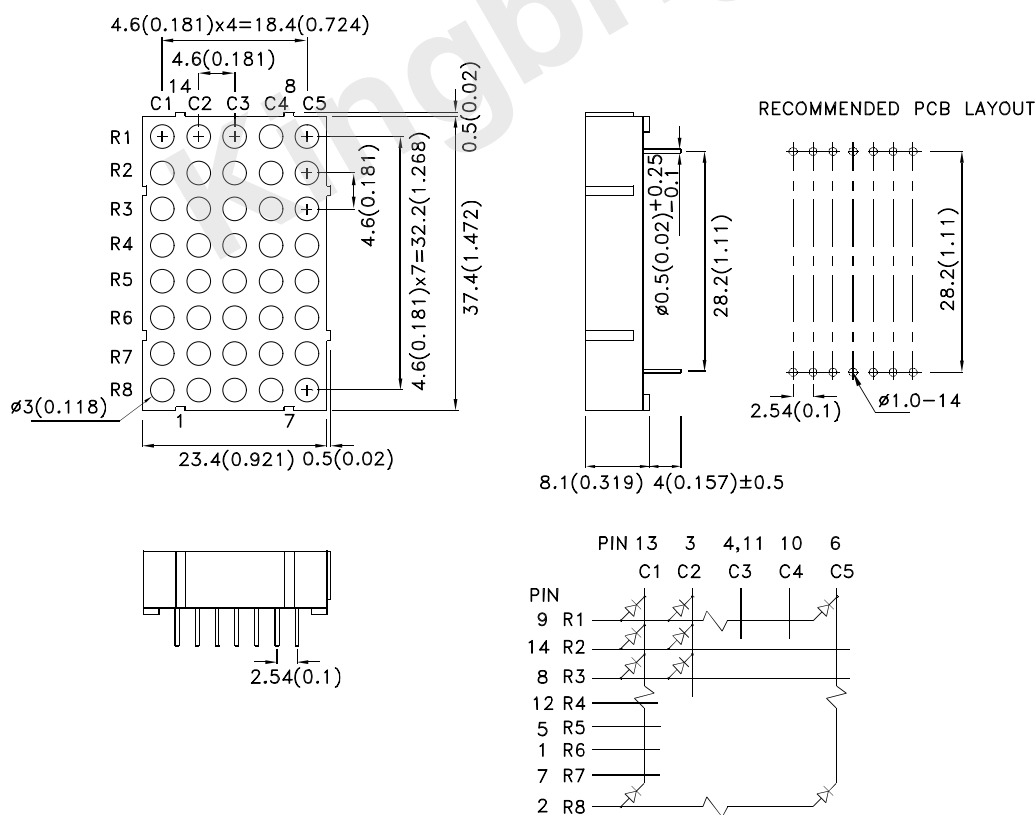 4.6(0.181)x4=18.4(0.724)
4.6(0.181)
14 8
C1 C2 C3 C4 C5
R1
R2
R3
R4
R5
R6
R7
R8
ø3(0.118)
1 7
23.4(0.921) 0.5(0.02)
4.6(0.181)
4.6(0.181)x7=32.2(1.268)
0.5(0.02)
37.4(1.472)
ø0.5(0.02)+0.25
-0.1
28.2(1.11)
8.1(0.319) 4(0.157)±0.5
RECOMMENDED PCB LAYOUT
28.2(1.11)
2.54(0.1)
ø1.0-14
2.54(0.1)
PIN 13 3 4,11 10 6
C1 C2 C3 C4 C5
PIN
9 R1
14 R2
8 R3
12 R4
5 R5
1 R6
7 R7
2 R8
Kingbright